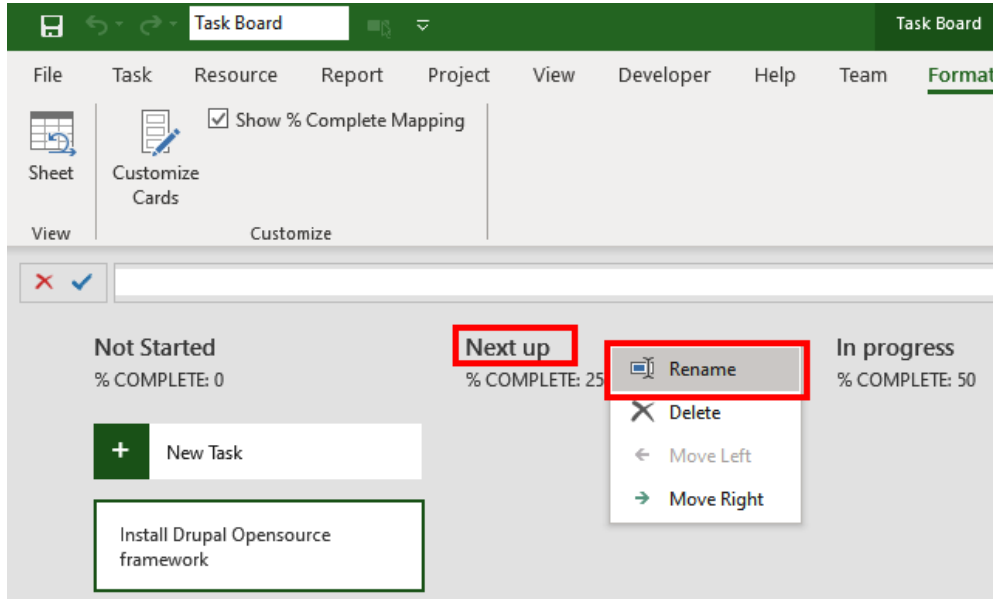 Task Board
Task Board
File Task Resource Report Project View Developer Help Team Format
Show % Complete Mapping
Sheet
Customize
Cards
View
Customize
Not Started
Next up
In progress
% COMPLETE: 0
% COMPLETE: 25
% COMPLETE: 50
Rename
Delete
Move Left
Move Right
+ New Task
Install Drupal Opensource
framework